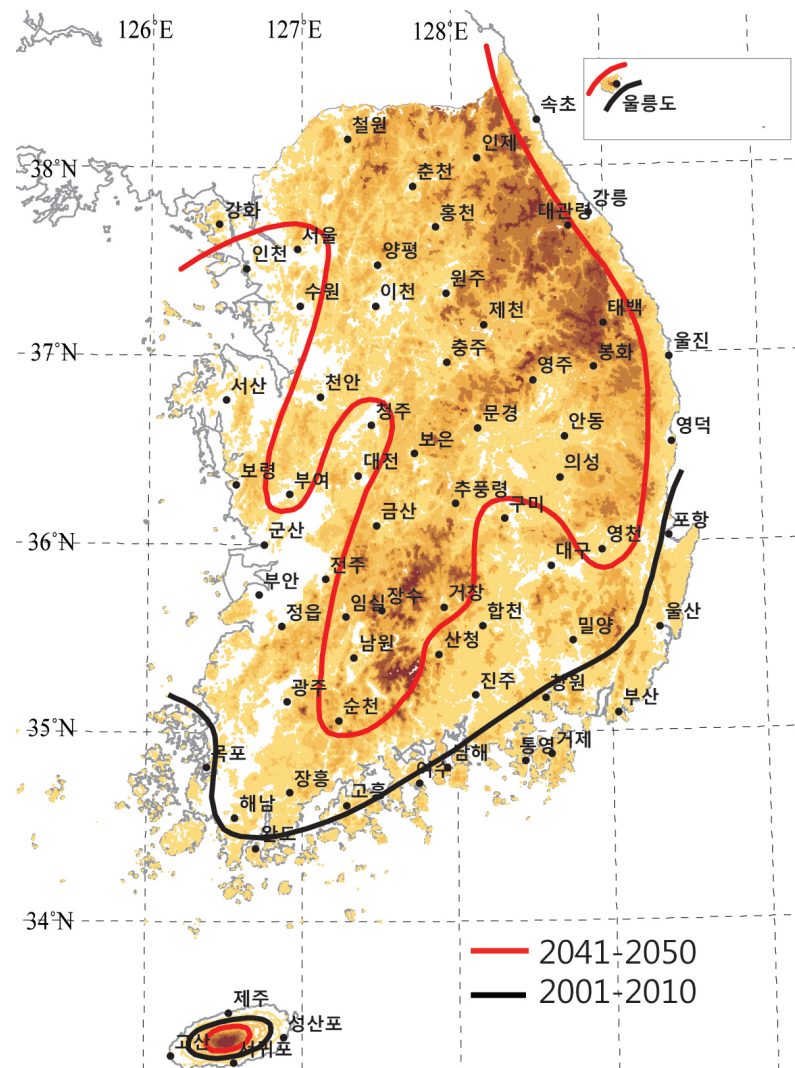 126°E 127°E 128°E
울릉도
속초
철원
인제
38°N
춘천
강릉
강화
홍천
대관령
서울
인천
양평
수원
이천
원주
제천
태백
37°N
충주
울진
봉화
영주
서산
천안
청주
문경
안동
영덕
보은
보령
대전
의성
부여
추풍령
구미
금산
포항
36°N
군산
대구
영천
전주
부안
임실
장수
거창
정읍
합천
밀양
울산
남원
산청
광주
진주
창원
부산
35°N
순천
목포
남해
통영
거제
여수
장흥
고흥
해남
완도
34°N
2041-2050
2001-2010
제주
성산포
고산
서귀포